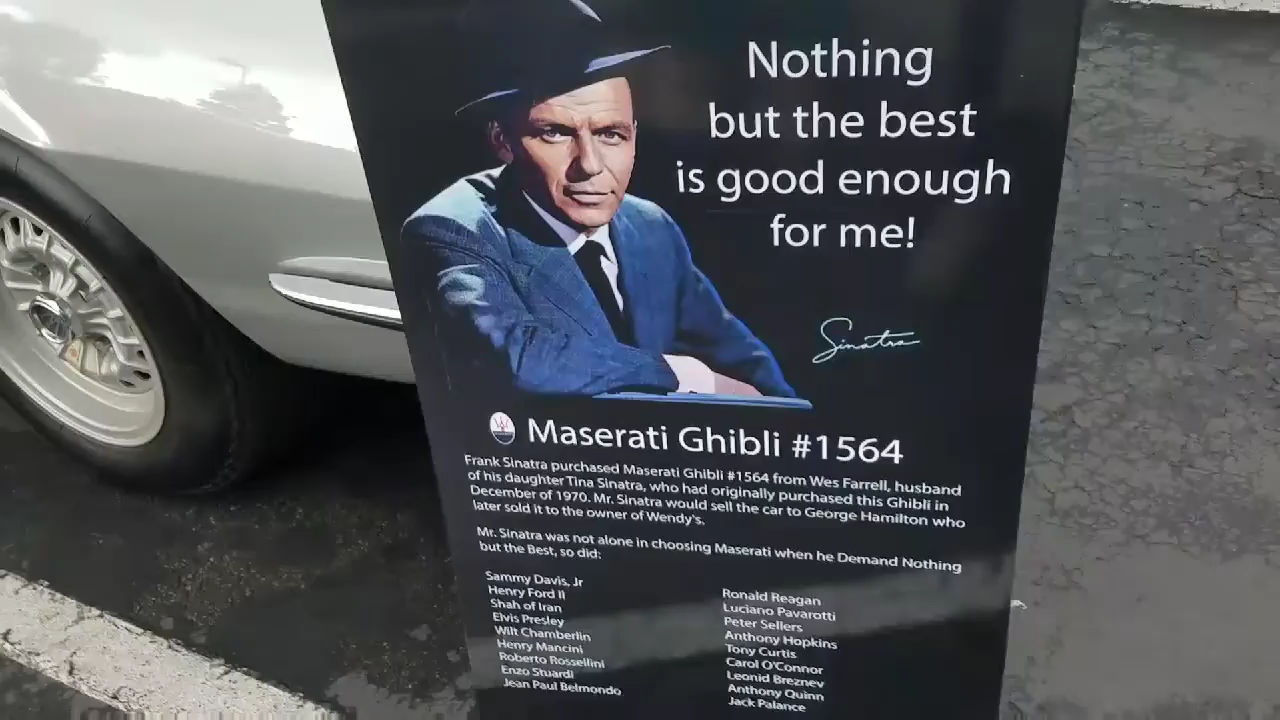 Nothing
but the best
is good enough
for me!
Sinatra
Maserati Ghibli #1564
Frank Sinatra purchased Maserati Ghibli #1564 from Wes Farrell, husband
of his daughter Tina Sinatra, who had originally purchased this Ghibli in
December of 1970. Mr. Sinatra would sell the car to George Hamilton who
later sold it to the owner of Wendy's.
Mr. Sinatra was not alone in choosing Maserati when he Demand Nothing
but the Best, so did:
Sammy Davis, Jr
Henry Ford II
Shah of Iran
Elvis Presley
Wilt Chamberlin
Henry Mancini
Roberto Rossellini
Enzo Stuardi
Jean Paul Belmondo
Ronald Reagan
Luciano Pavarotti
Peter Sellers
Anthony Hopkins
Tony Curtis
Carol O'Connor
Leonid Breznev
Anthony Quinn
Jack Palance